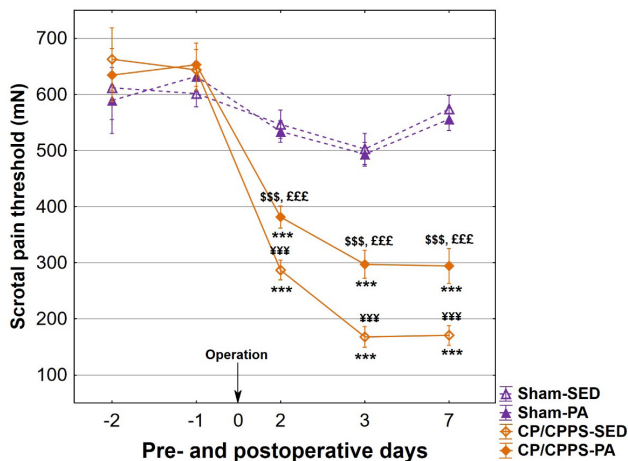 700
600
500
400
300
200
100
Scrotal pain threshold (mN)
$$$, £££
***
¥¥¥
***
$$$, £££
***
¥¥¥
***
$$$, £££
***
¥¥¥
***
Operation
-2 -1 0 2 3 7
Pre- and postoperative days
Sham-SED
Sham-PA
CP/CPPS-SED
CP/CPPS-PA